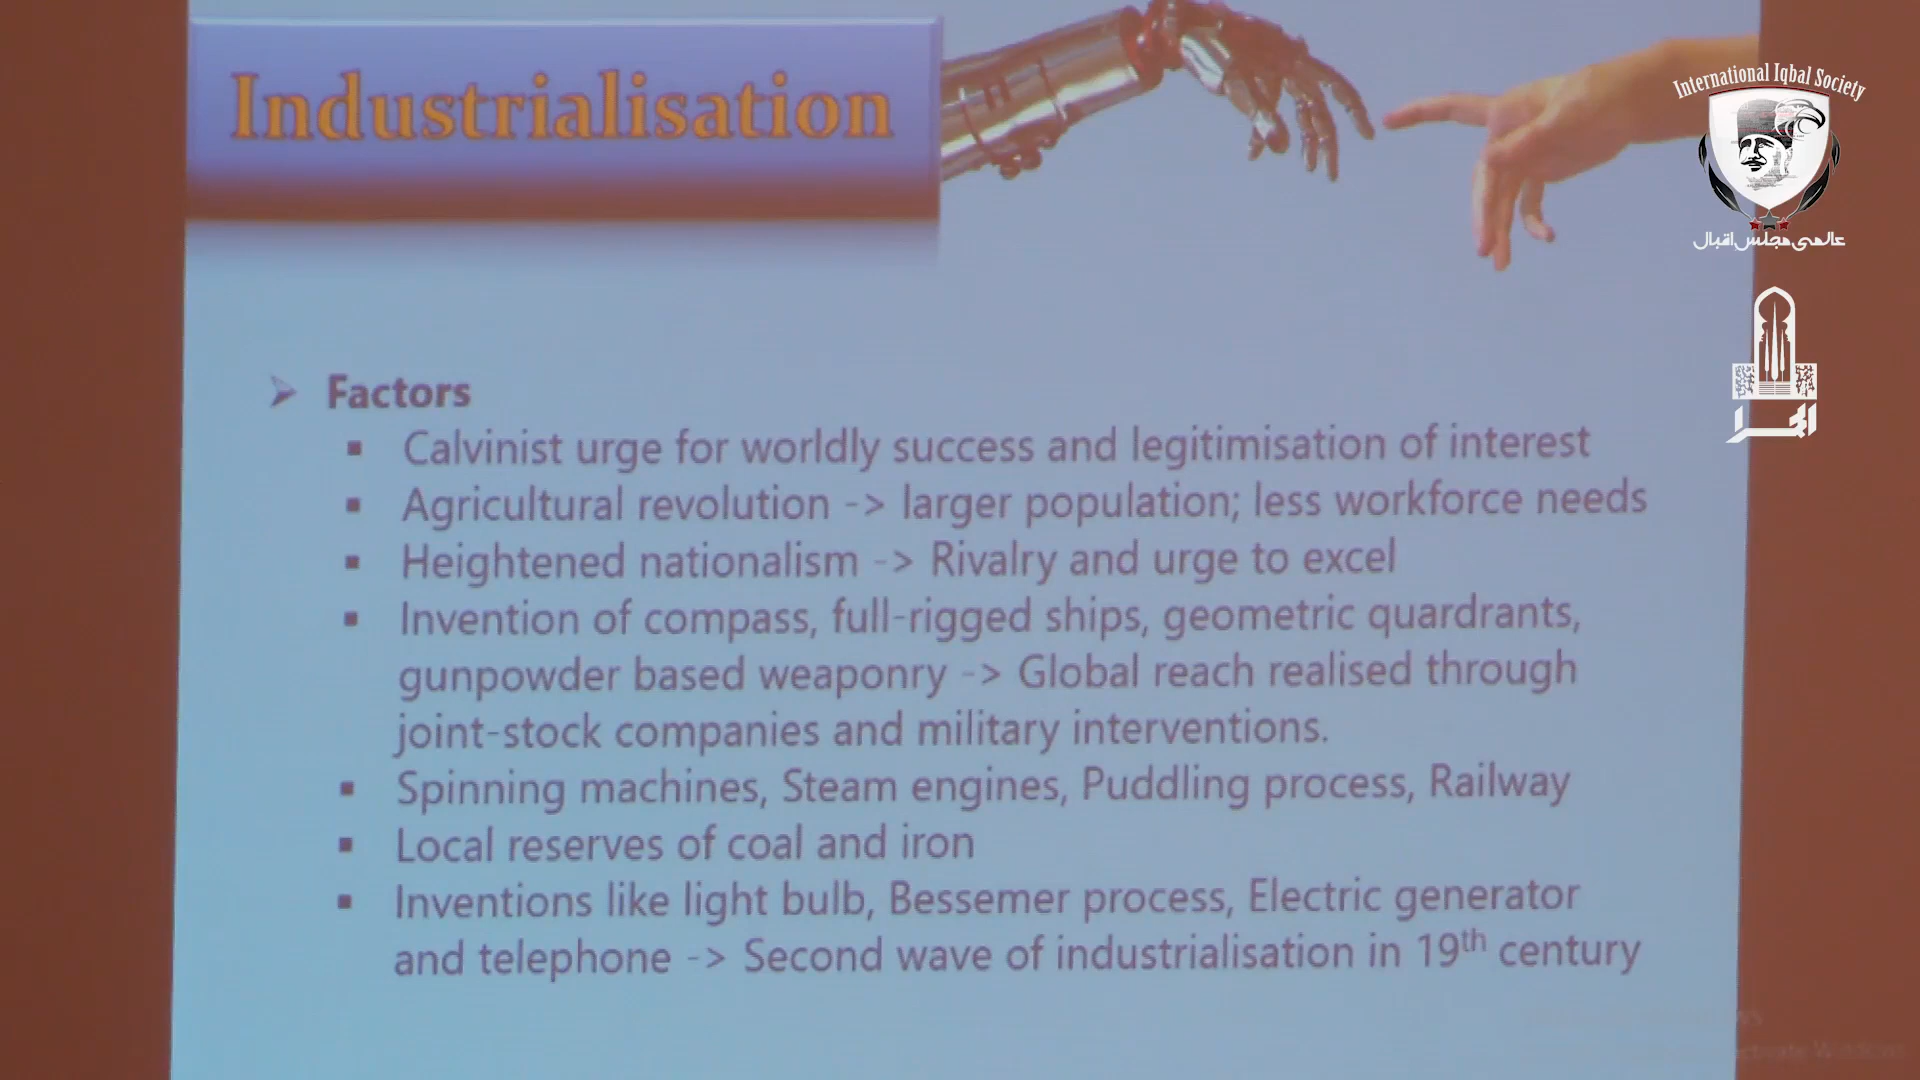 Industrialisation
International Iqbal Society
عالمی مجلس اقبال
➢ Factors
▪ Calvinist urge for worldly success and legitimisation of interest
▪ Agricultural revolution -> larger population; less workforce needs
▪ Heightened nationalism -> Rivalry and urge to excel
▪ Invention of compass, full-rigged ships, geometric quardrants,
gunpowder based weaponry -> Global reach realised through
joint-stock companies and military interventions.
▪ Spinning machines, Steam engines, Puddling process, Railway
▪ Local reserves of coal and iron
▪ Inventions like light bulb, Bessemer process, Electric generator
and telephone -> Second wave of industrialisation in 19th century